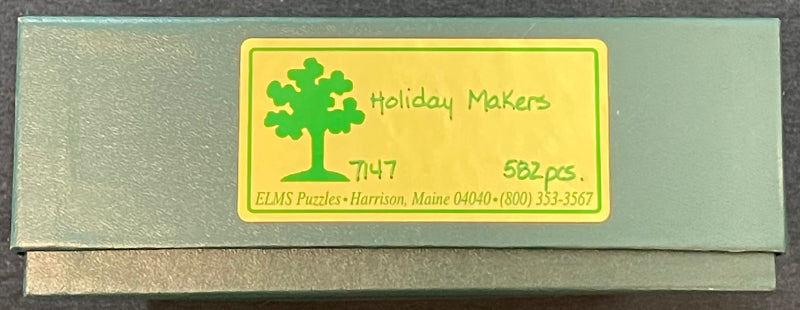 Holiday Makers
7147 582 pcs.
ELMS Puzzles • Harrison, Maine 04040 • (800) 353-3567